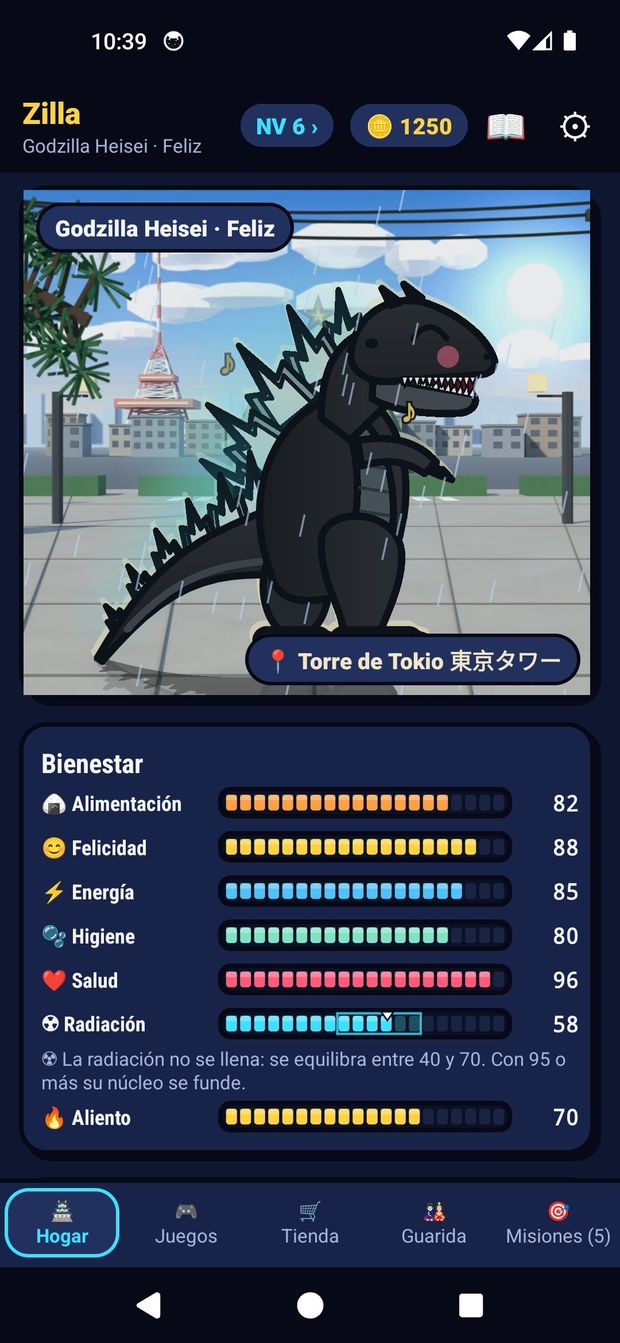 10:39
Zilla
Godzilla Heisei · Feliz
NV 6 ›
1250
Godzilla Heisei · Feliz
Torre de Tokio 東京タワー
Bienestar
Alimentación 82
Felicidad 88
Energía 85
Higiene 80
Salud 96
Radiación 58
La radiación no se llena: se equilibra entre 40 y 70. Con 95 o
más su núcleo se funde.
Aliento 70
Hogar
Juegos
Tienda
Guarida
Misiones (5)